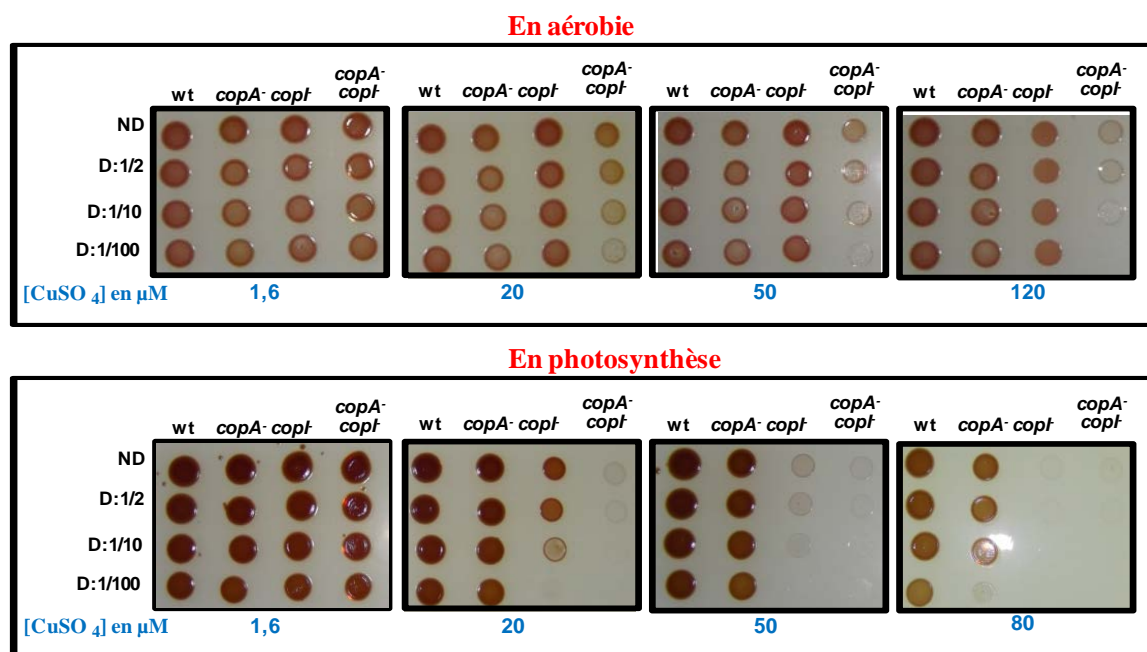 En aérobie
wt copA- copI- copA- copI-
wt copA- copI- copA- copI-
wt copA- copI- copA- copI-
wt copA- copI- copA- copI-
ND
D:1/2
D:1/10
D:1/100
[CuSO 4] en µM 1,6 20 50 120
En photosynthèse
wt copA- copI- copA- copI-
wt copA- copI- copA- copI-
wt copA- copI- copA- copI-
wt copA- copI- copA- copI-
ND
D:1/2
D:1/10
D:1/100
[CuSO 4] en µM 1,6 20 50 80